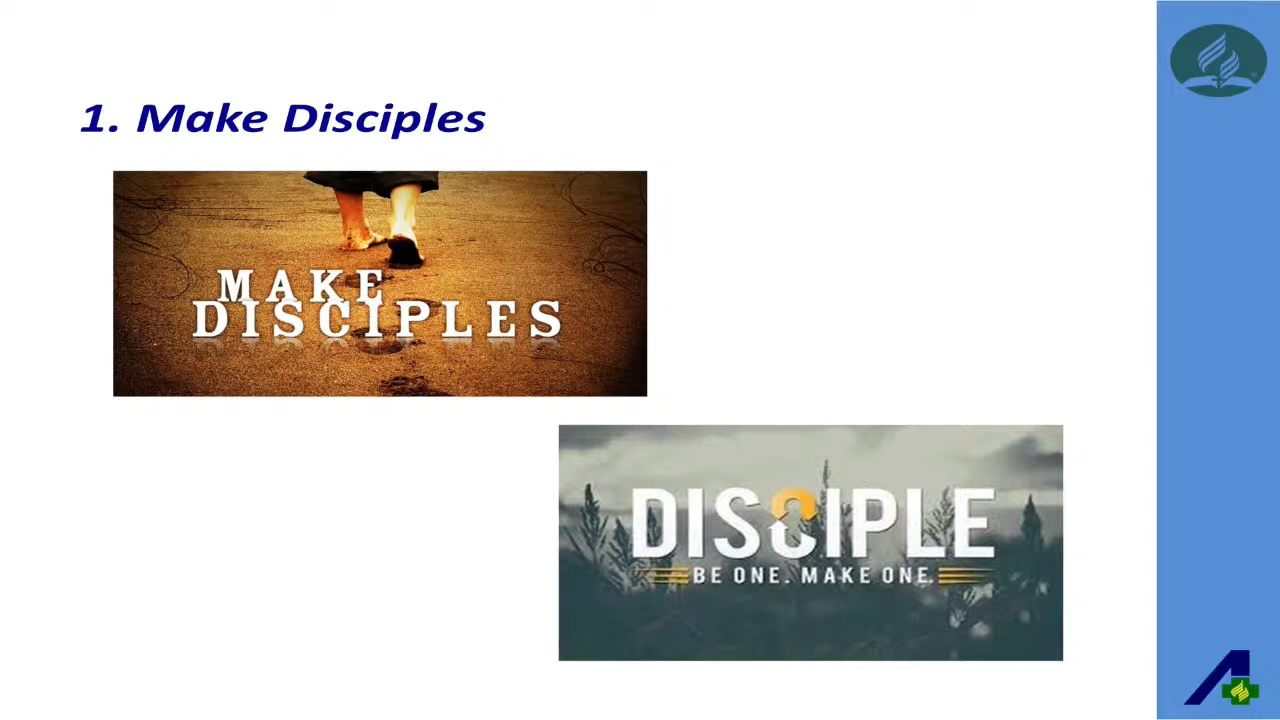 1. Make Disciples
MAKE
DISCIPLES
DISCIPLE
BE ONE. MAKE ONE.